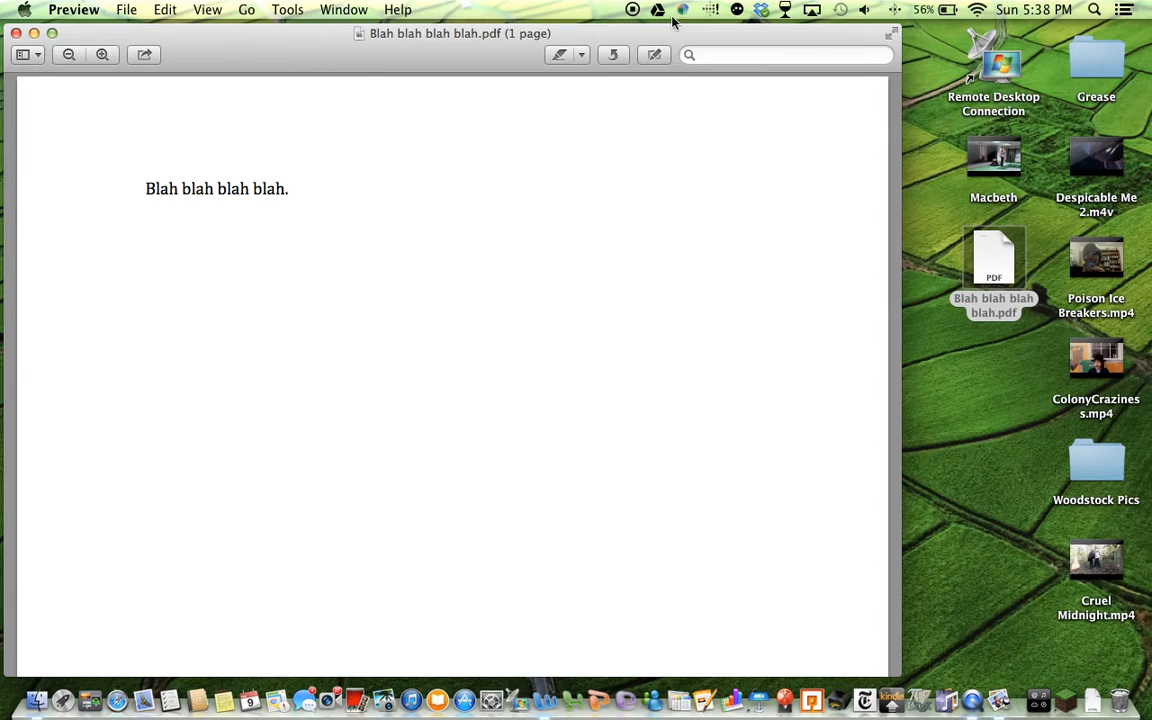 Preview File Edit View Go Tools Window Help
56% Sun 5:38 PM
Blah blah blah blah.pdf (1 page)
Blah blah blah blah.
Remote Desktop
Connection
Grease
Macbeth
Despicable Me
2.m4v
PDF
Blah blah blah
blah.pdf
Poison Ice
Breakers.mp4
ColonyCrazines
s.mp4
Woodstock Pics
Cruel
Midnight.mp4
9
kindle